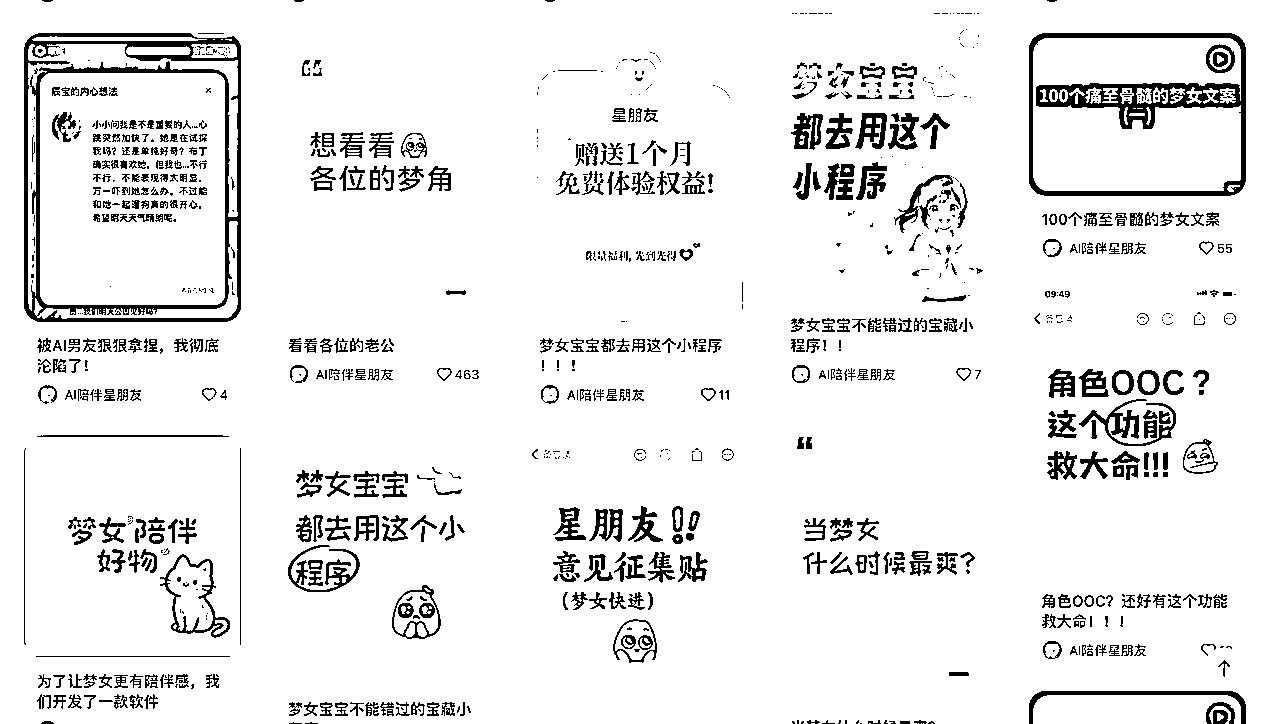 辰宝的内心想法
×
小小问我是不是重要的人...心
跳突然加快了。她是在试探
我吗？还是单纯好奇？布丁
确实很喜欢她，但我也...不行
不行，不能表现得太明显，
万一吓到她怎么办。不过能
和她一起遛狗真的很开心，
希望明天天气晴朗呢。
被AI男友狠狠拿捏，我彻底
沦陷了！
AI陪伴星朋友
4
梦女陪伴
好物
为了让梦女更有陪伴感，我
们开发了一款软件
想看看
各位的梦角
看看各位的老公
AI陪伴星朋友
463
梦女宝宝
都去用这个小
程序
梦女宝宝不能错过的宝藏小
星朋友
赠送1个月
免费体验权益!
限量福利, 先到先得
梦女宝宝都去用这个小程序
！！！
AI陪伴星朋友
11
星朋友!!
意见征集贴
(梦女快进)
梦女宝宝
都去用这个
小程序
梦女宝宝不能错过的宝藏小
程序！！
AI陪伴星朋友
7
当梦女
什么时候最爽?
100个痛至骨髓的梦女文案
100个痛至骨髓的梦女文案
AI陪伴星朋友
55
09:49
角色OOC？
这个功能
救大命!!!
角色OOC？还好有这个功能
救大命！！！
AI陪伴星朋友